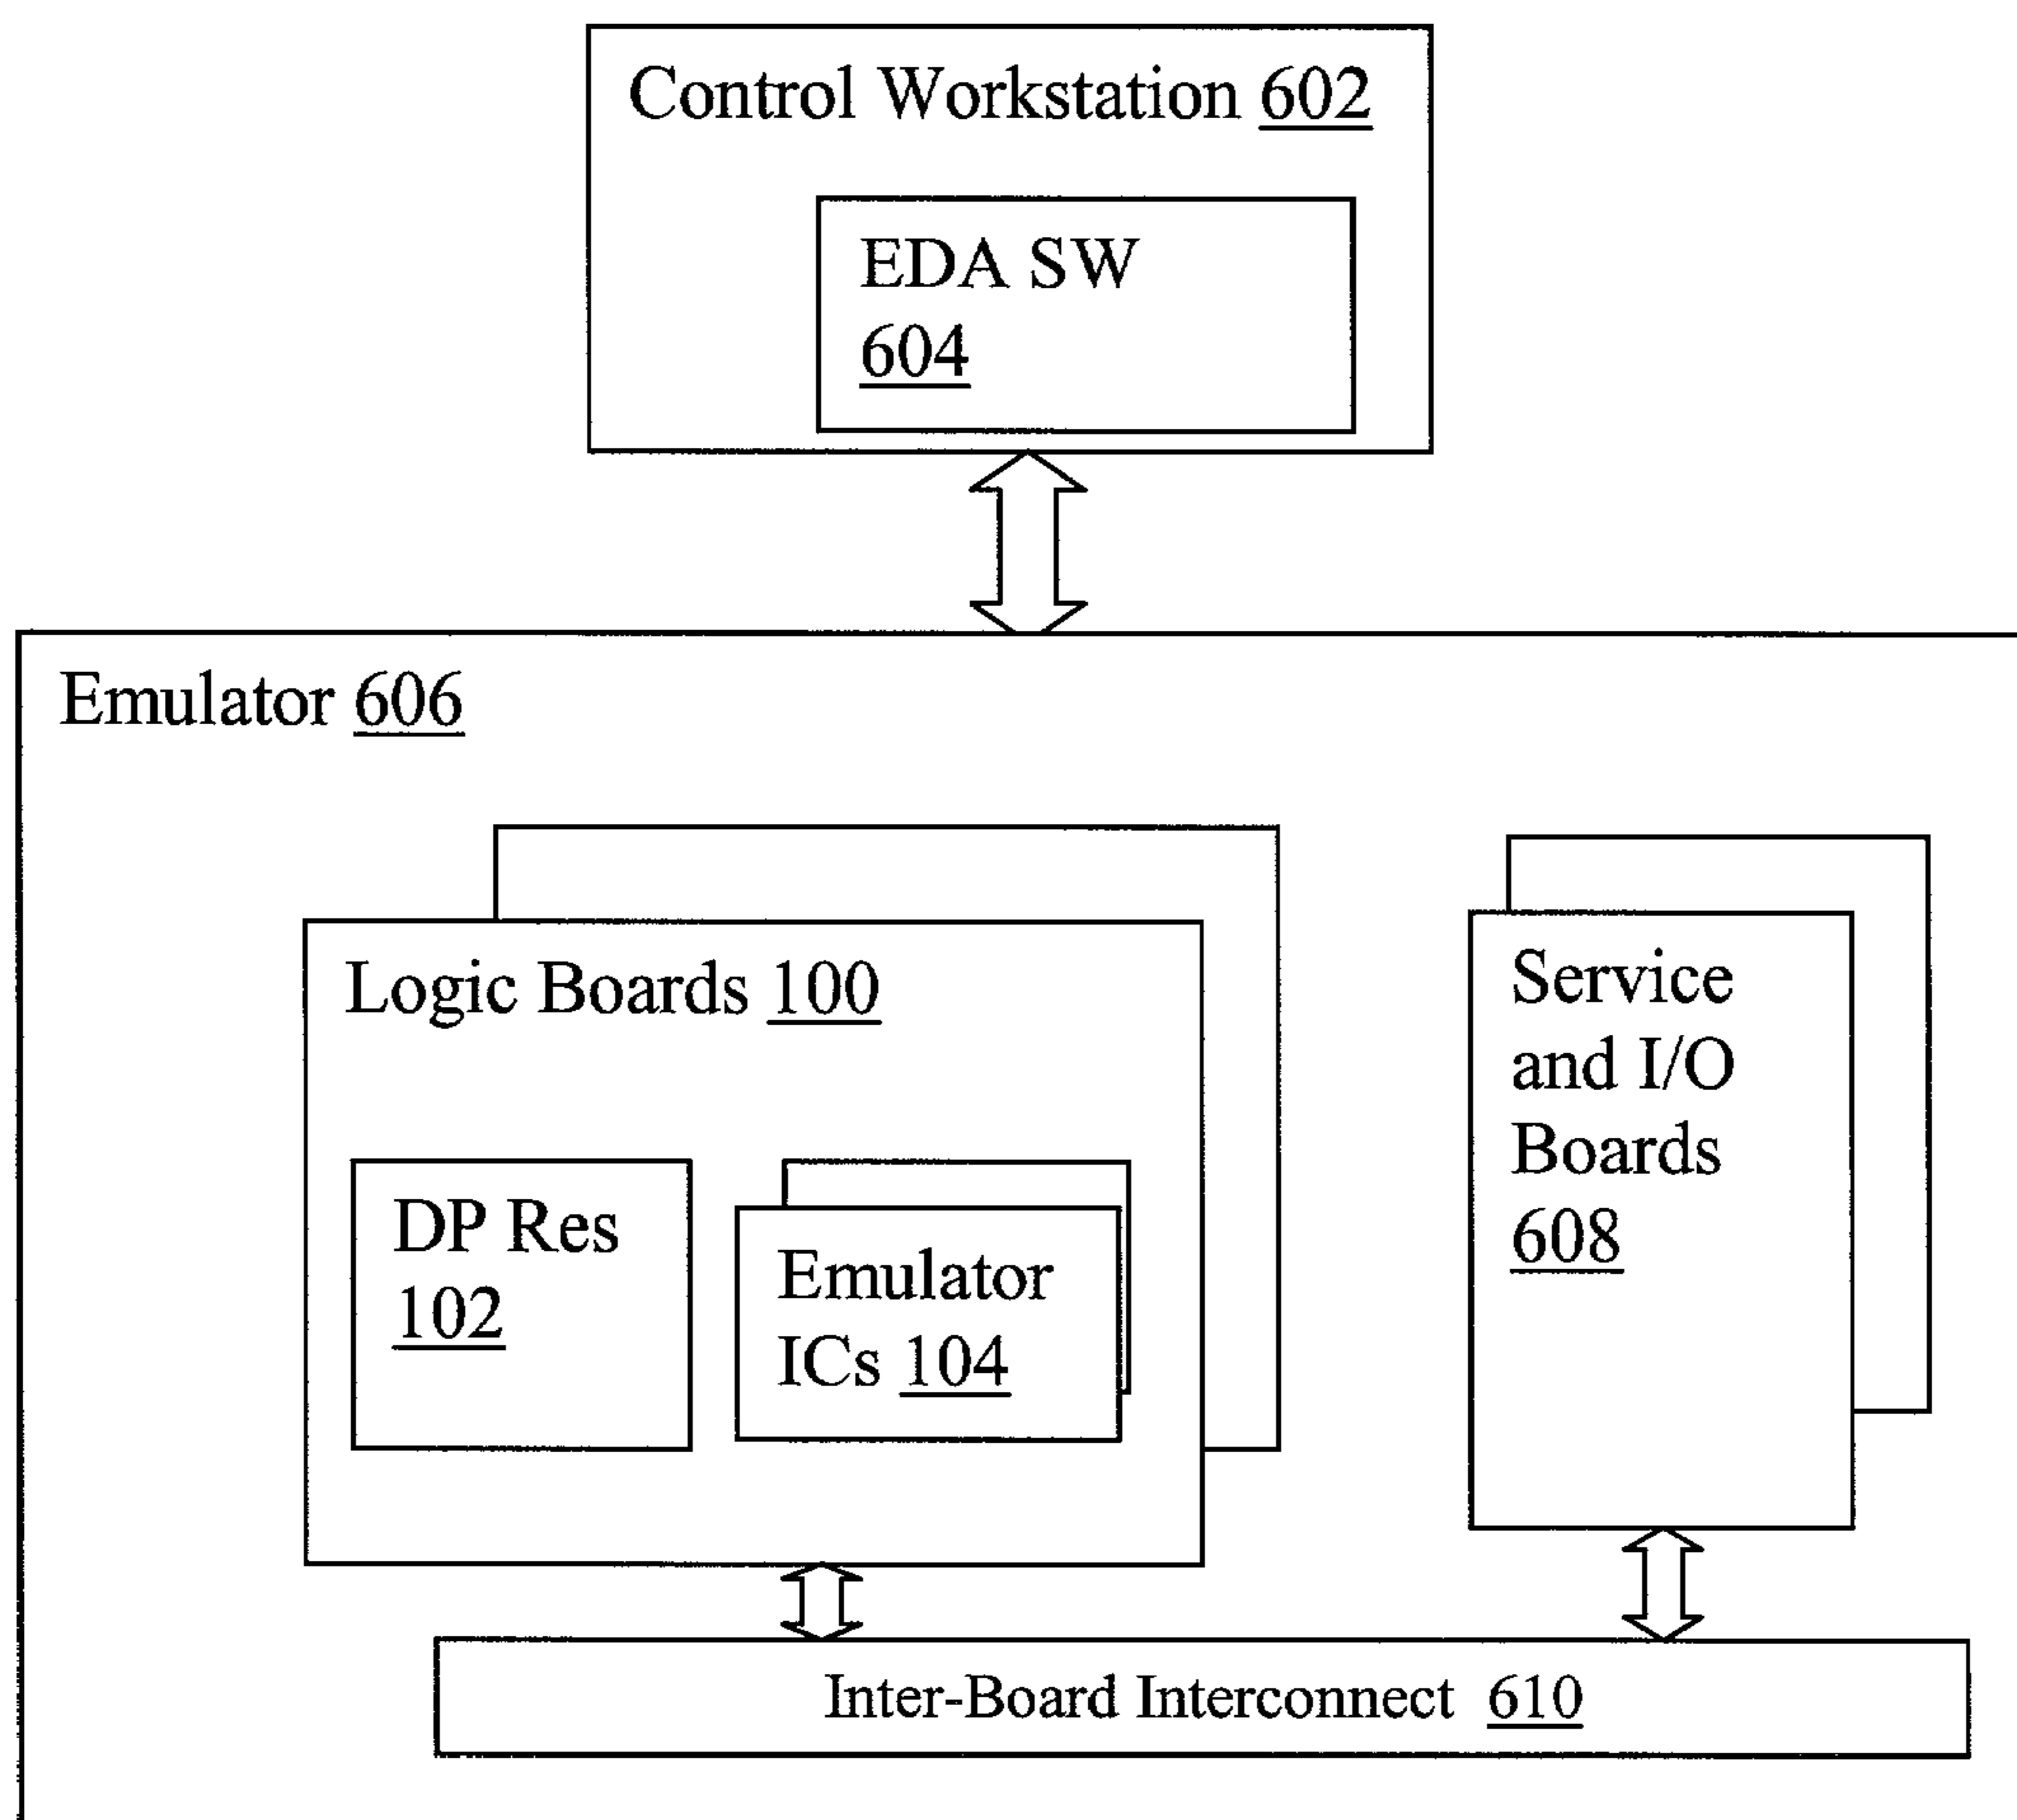 Control Workstation 602
EDA SW
604
Emulator 606
Logic Boards 100
DP Res
102
Emulator
ICs 104
Service
and I/O
Boards
608
Inter-Board Interconnect 610